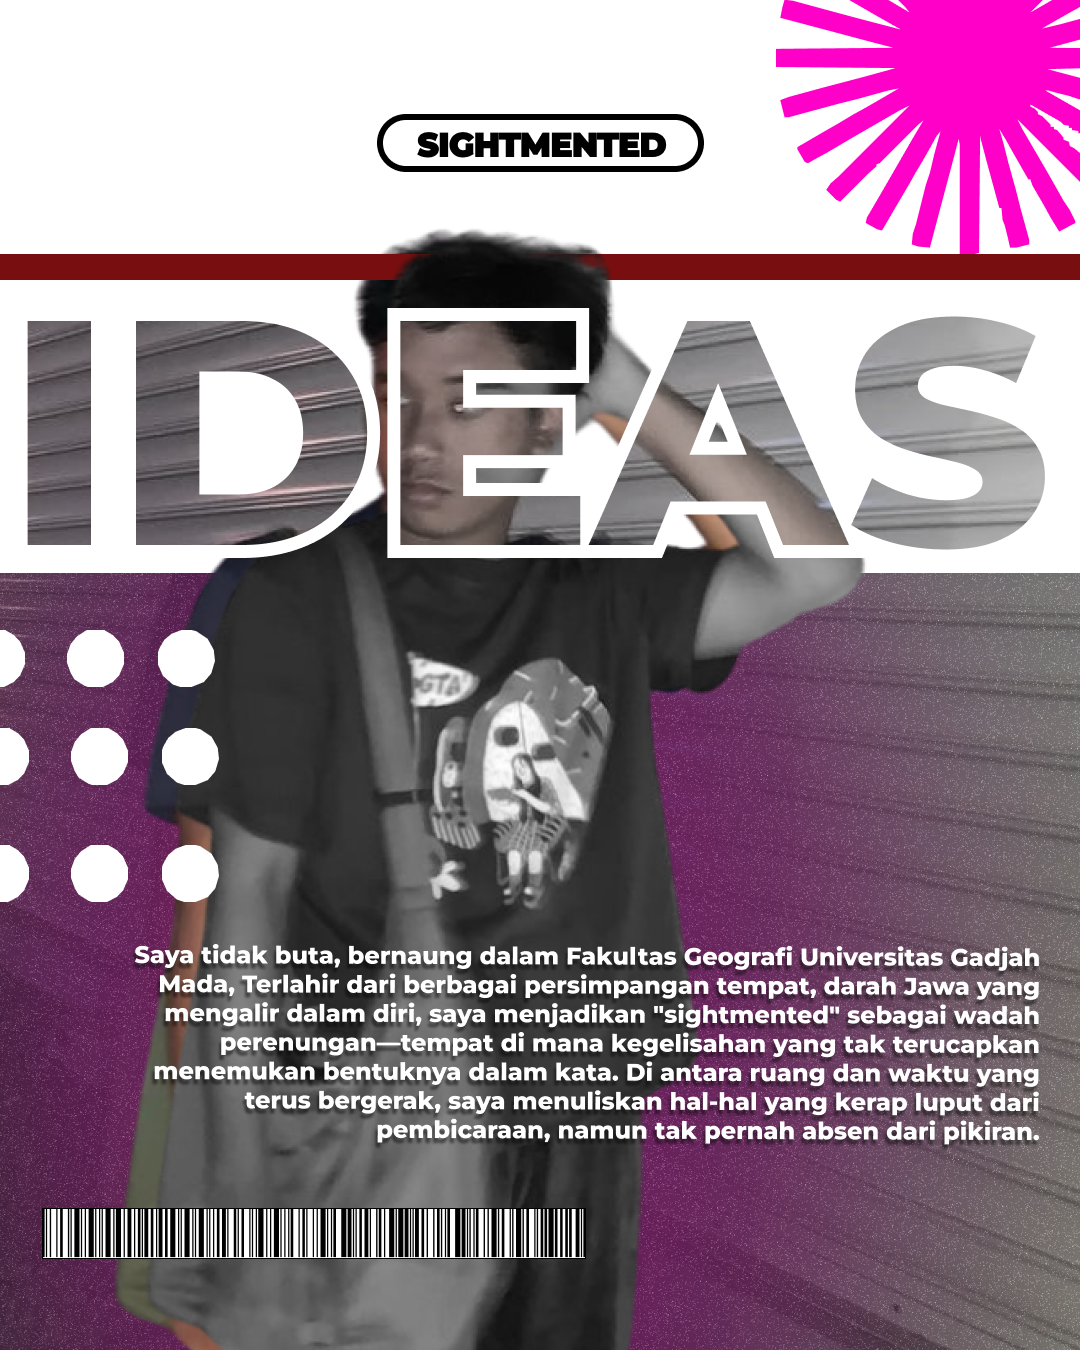 SIGHTMENTED
IDEAS
GTA
Saya tidak buta, bernaung dalam Fakultas Geografi Universitas Gadjah
Mada, Terlahir dari berbagai persimpangan tempat, darah Jawa yang
mengalir dalam diri, saya menjadikan "sightmented" sebagai wadah
perenungan—tempat di mana kegelisahan yang tak terucapkan
menemukan bentuknya dalam kata. Di antara ruang dan waktu yang
terus bergerak, saya menuliskan hal-hal yang kerap luput dari
pembicaraan, namun tak pernah absen dari pikiran.